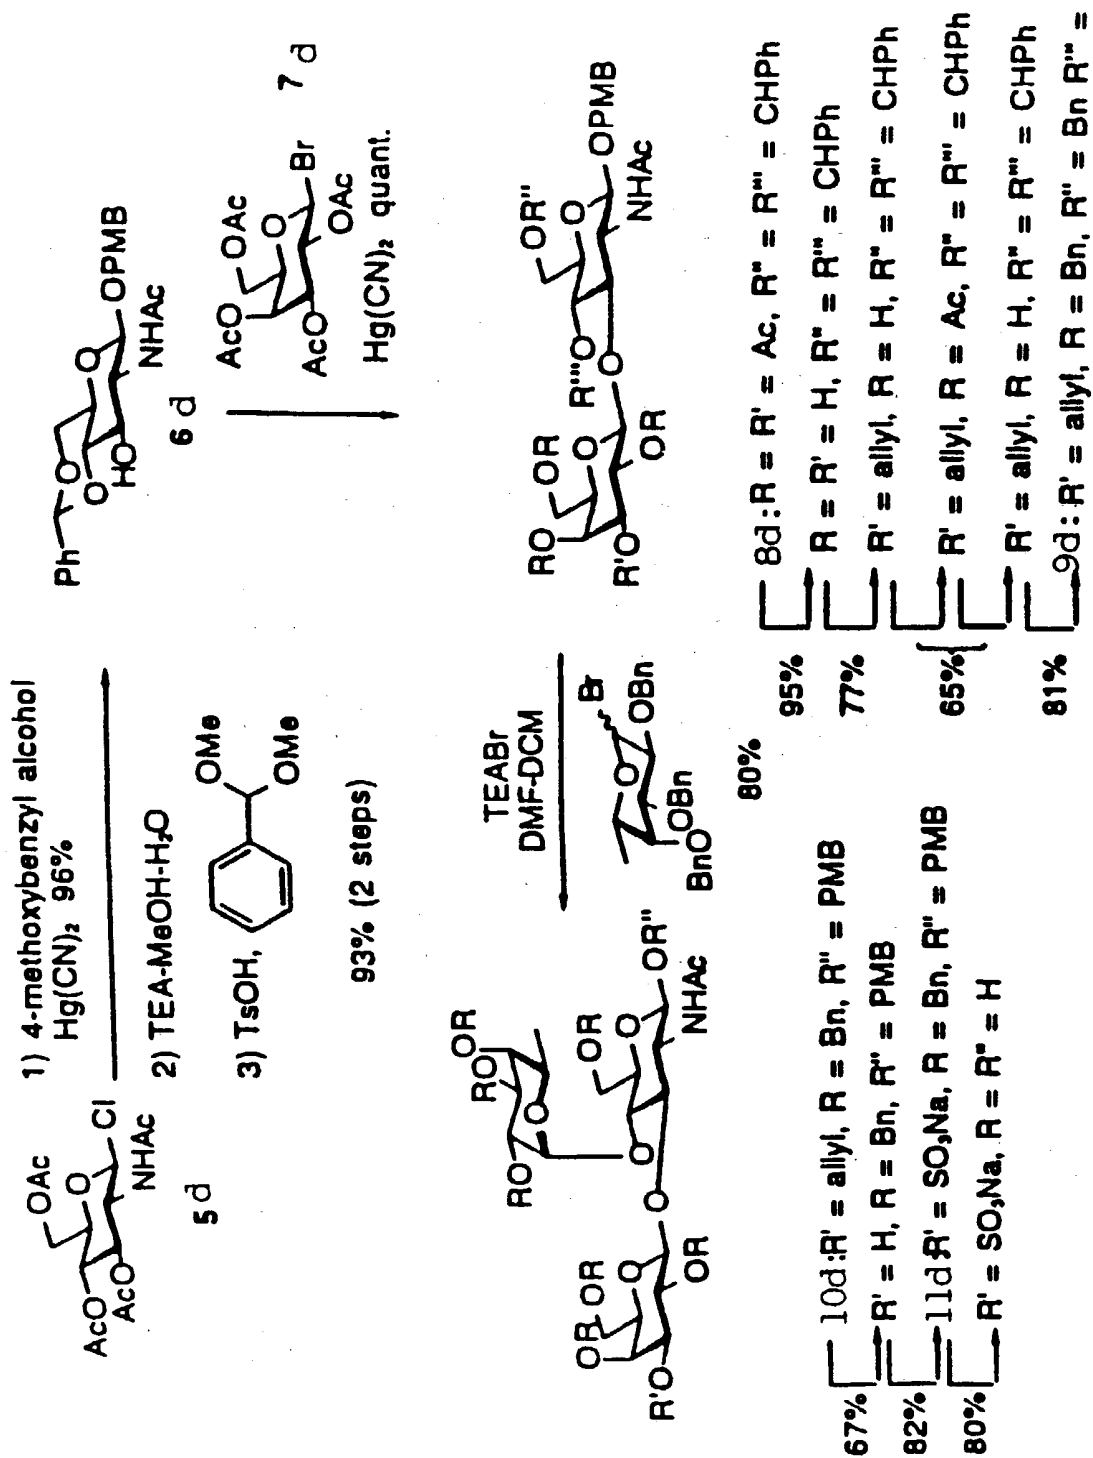 1) 4-methoxybenzyl alcohol
Hg(CN)₂ 96%
2) TEA-MeOH-H₂O
3) TsOH,
OMe
OMe
93% (2 steps)
AcO
AcO
OAc
O
Cl
NHAc
5d
Ph
O
O
HO
O
OPMB
NHAc
6d
AcO
OAc
O
AcO
Br
OAc
7d
Hg(CN)₂ quant.
RO
OR
O
R'O
OR
R'''O
O
OR''
O
OPMB
NHAc
TEABr
DMF-DCM
Br
O
OBn
OBn
BnO
80%
RO
OR
RO
O
OR
OR
O
R'O
OR
O
O
OR
O
OR''
NHAc
8d: R = R' = Ac, R'' = R''' = CHPh
95%
R = R' = H, R'' = R''' = CHPh
77%
R' = allyl, R = H, R'' = R''' = CHPh
R' = allyl, R = Ac, R'' = R''' = CHPh
65%
R' = allyl, R = H, R'' = R''' = CHPh
81%
9d: R' = allyl, R = Bn, R'' = Bn R''' =
10d: R' = allyl, R = Bn, R'' = PMB
67%
R' = H, R = Bn, R'' = PMB
82%
11d: R' = SO₃Na, R = Bn, R'' = PMB
80%
R' = SO₃Na, R = R'' = H